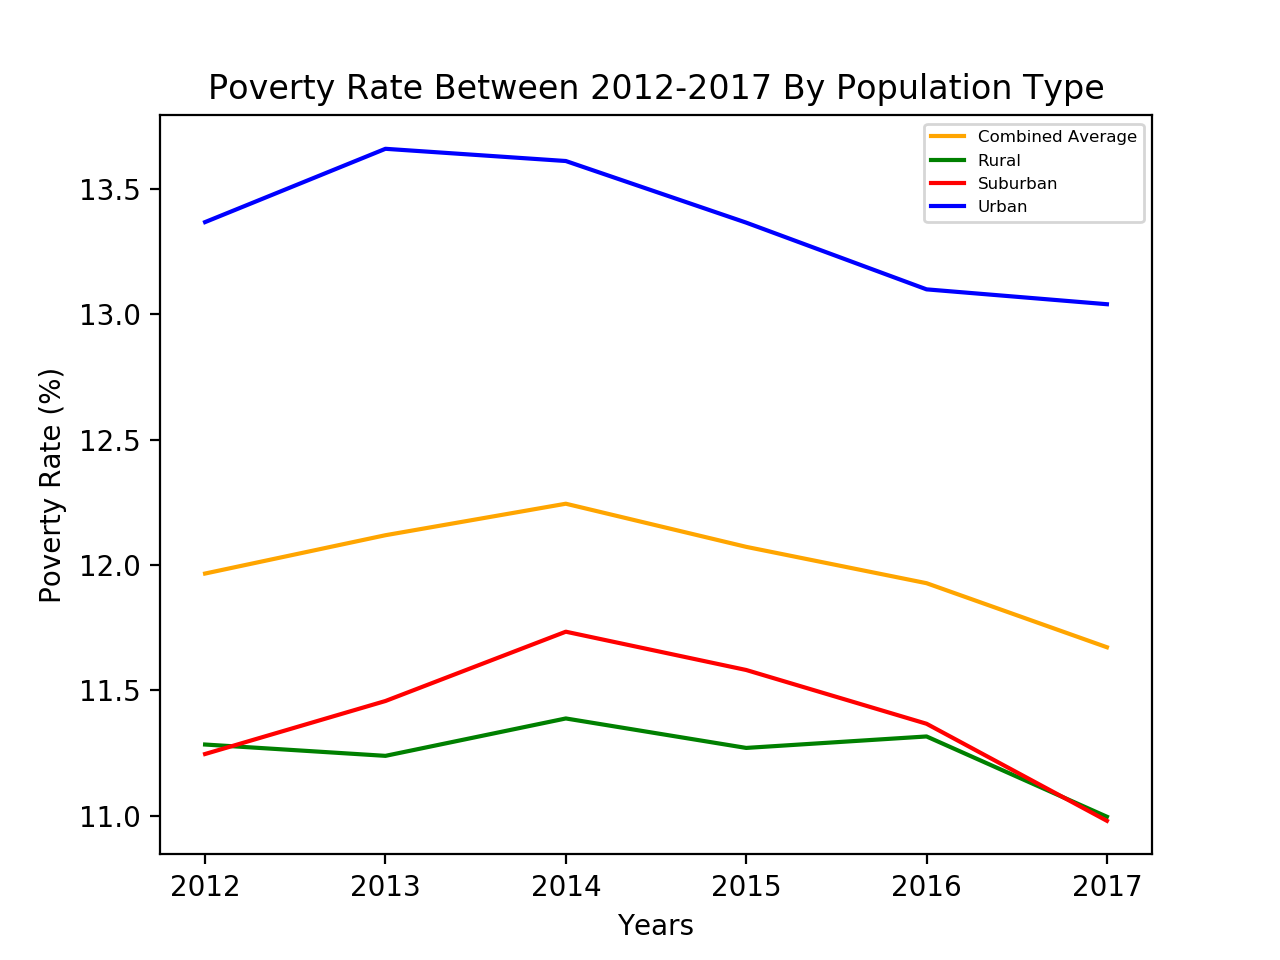 Poverty Rate Between 2012-2017 By Population Type
Combined Average
Rural
Suburban
Urban
13.5
13.0
12.5
12.0
11.5
11.0
Poverty Rate (%)
2012 2013 2014 2015 2016 2017
Years